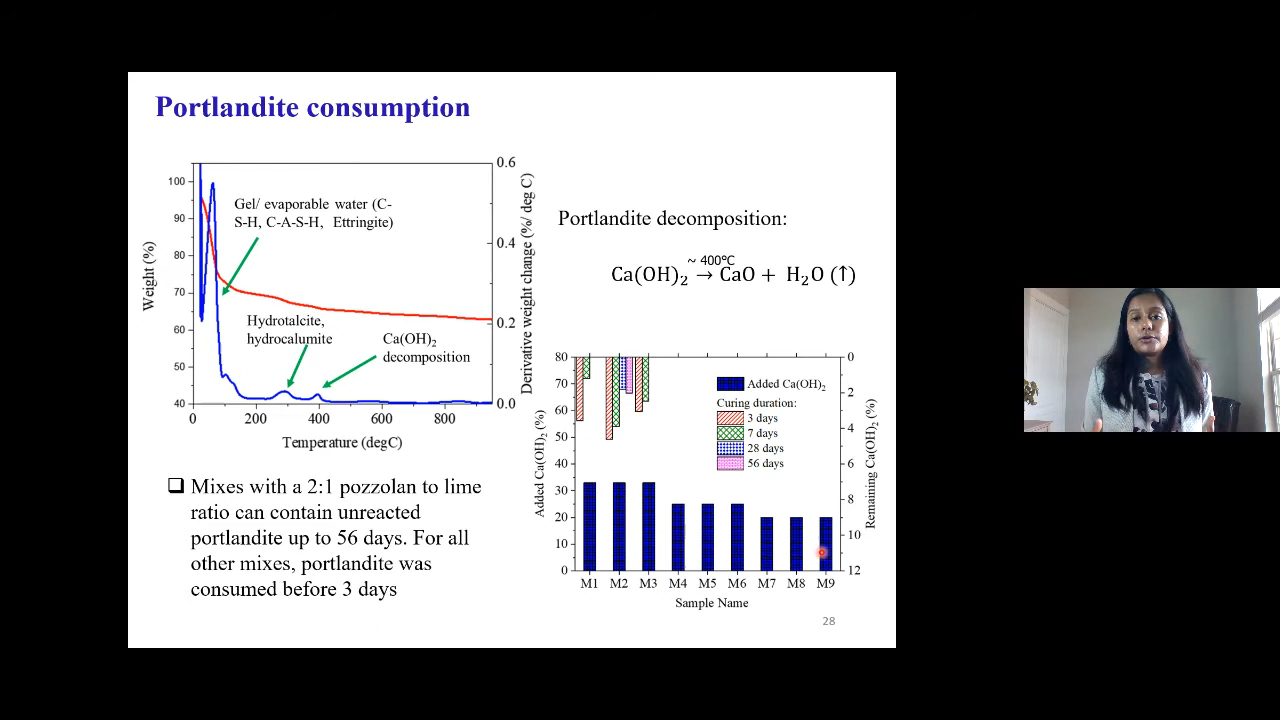 Portlandite consumption
0.6
100
90
80
70
60
50
40
0.4
0.2
0.0
Weight (%)
Derivative weight change (%/ deg C)
Gel/ evaporable water (C-
S-H, C-A-S-H, Ettringite)
Hydrotalcite,
hydrocalumite
Ca(OH)2
decomposition
0 200 400 600 800
Temperature (degC)
Portlandite decomposition:
~ 400℃
Ca(OH)₂ → CaO + H₂O (↑)
80
70
60
50
40
30
20
10
0
Added Ca(OH)2 (%)
0
2
4
6
8
10
12
Remaining Ca(OH)2 (%)
Added Ca(OH)2
Curing duration:
3 days
7 days
28 days
56 days
M1 M2 M3 M4 M5 M6 M7 M8 M9
Sample Name
❑ Mixes with a 2:1 pozzolan to lime
ratio can contain unreacted
portlandite up to 56 days. For all
other mixes, portlandite was
consumed before 3 days
28